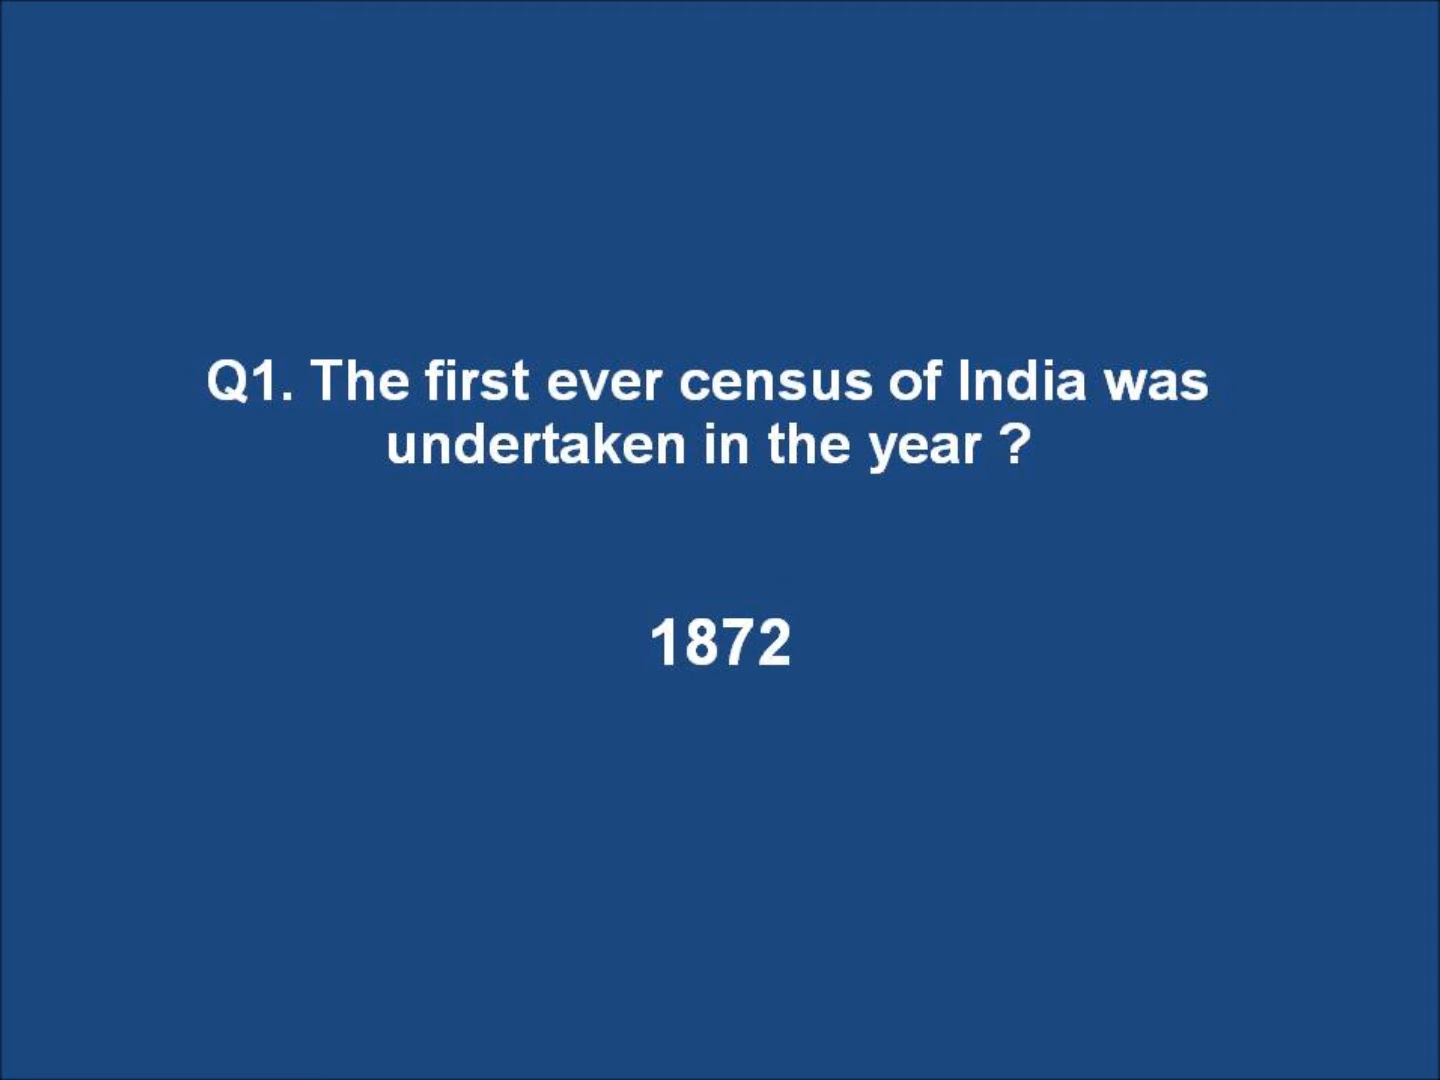 Q1. The first ever census of India was
undertaken in the year ?
1872